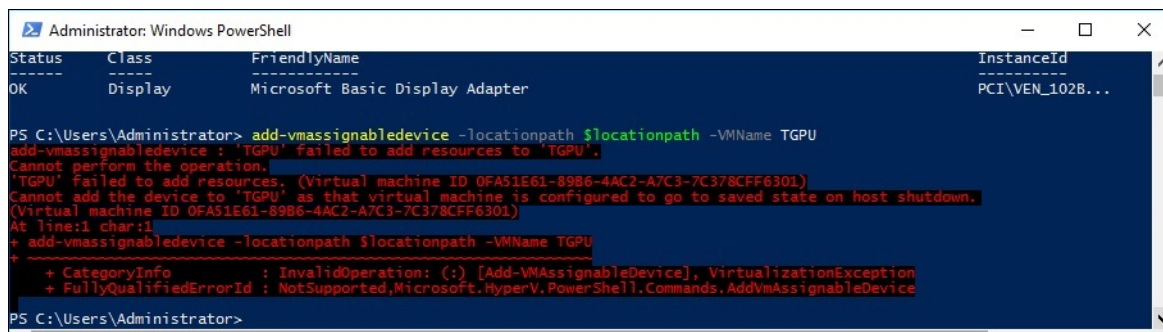 Administrator: Windows PowerShell
Status Class FriendlyName InstanceId
------ ----- ------------ ----------
OK Display Microsoft Basic Display Adapter PCI\VEN_102B...
PS C:\Users\Administrator> add-vmassignabledevice -locationpath $locationpath -VMName TGPU
add-vmassignabledevice : 'TGPU' failed to add resources to 'TGPU'.
Cannot perform the operation.
'TGPU' failed to add resources. (Virtual machine ID 0FA51E61-89B6-4AC2-A7C3-7C378CFF6301)
Cannot add the device to 'TGPU' as that virtual machine is configured to go to saved state on host shutdown.
(Virtual machine ID 0FA51E61-89B6-4AC2-A7C3-7C378CFF6301)
At line:1 char:1
+ add-vmassignabledevice -locationpath $locationpath -VMName TGPU
+ ~~~~~~~~~~~~~~~~~~~~~~~~~~~~~~~~~~~~~~~~~~~~~~~~~~~~~~~~~~~~~~~
+ CategoryInfo : InvalidOperation: (:) [Add-VMAssignableDevice], VirtualizationException
+ FullyQualifiedErrorId : NotSupported,Microsoft.HyperV.PowerShell.Commands.AddVmAssignableDevice
PS C:\Users\Administrator>